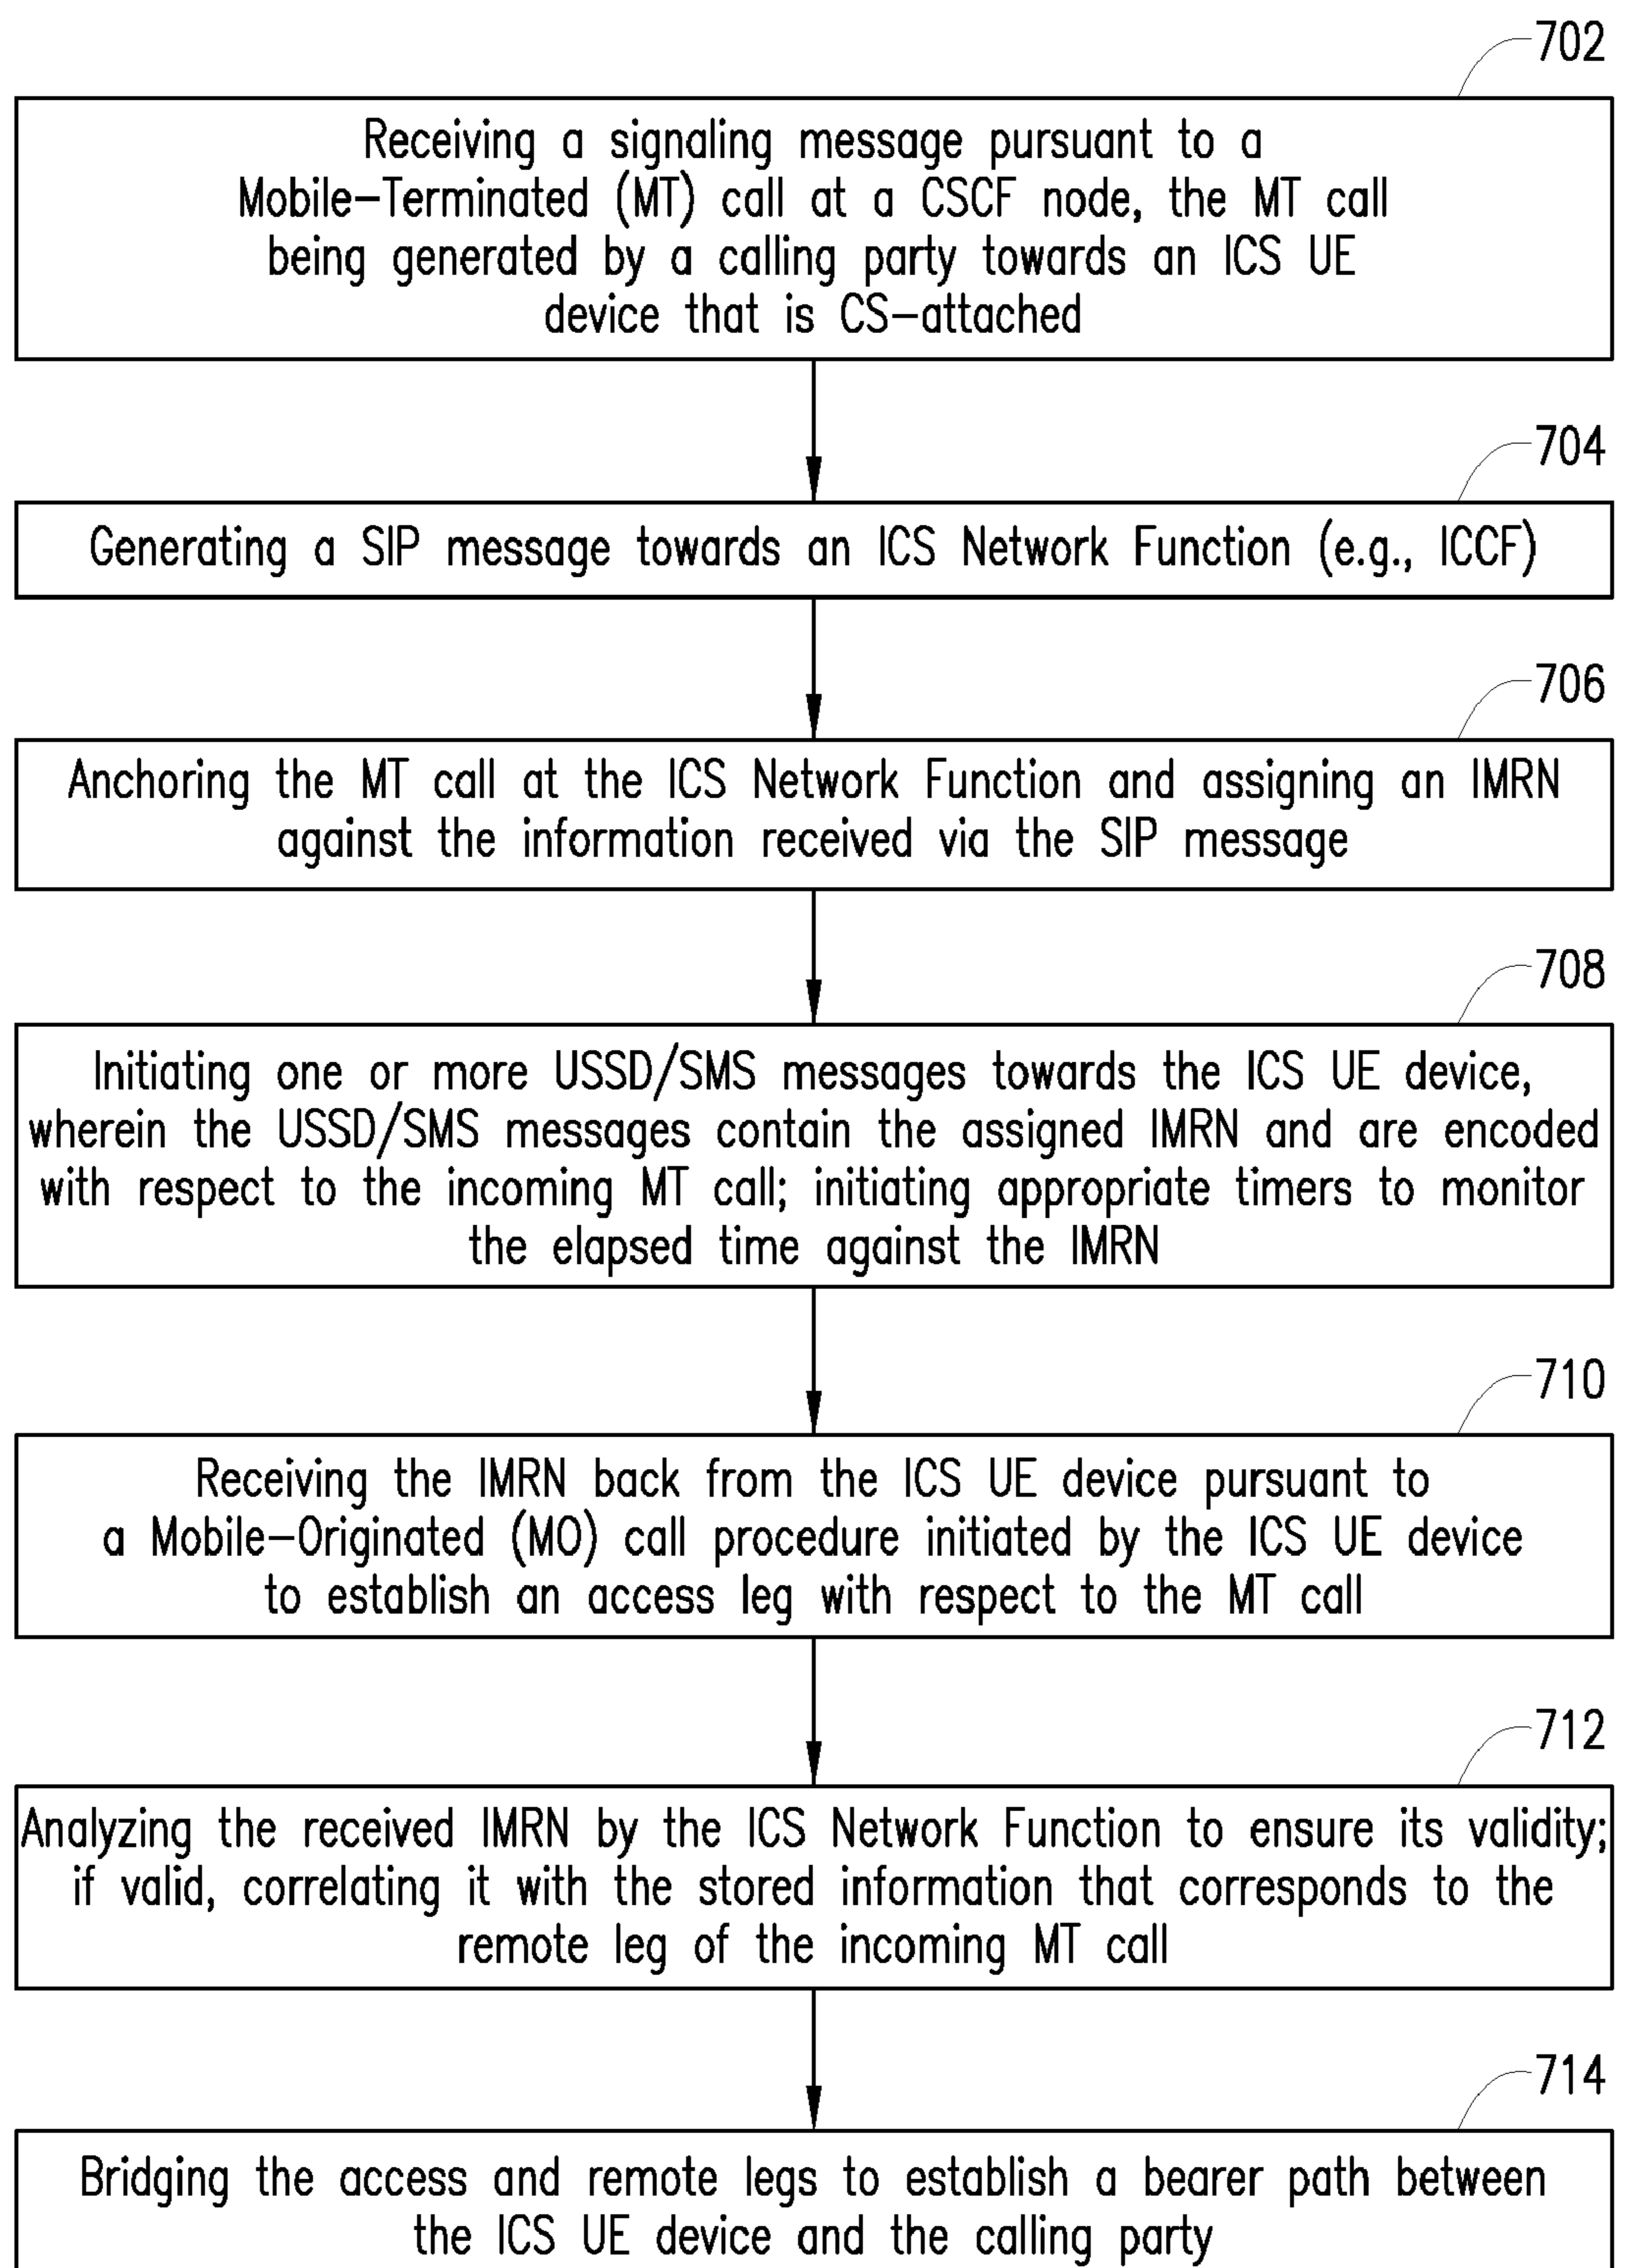 702
Receiving a signaling message pursuant to a
Mobile-Terminated (MT) call at a CSCF node, the MT call
being generated by a calling party towards an ICS UE
device that is CS-attached
704
Generating a SIP message towards an ICS Network Function (e.g., ICCF)
706
Anchoring the MT call at the ICS Network Function and assigning an IMRN
against the information received via the SIP message
708
Initiating one or more USSD/SMS messages towards the ICS UE device,
wherein the USSD/SMS messages contain the assigned IMRN and are encoded
with respect to the incoming MT call; initiating appropriate timers to monitor
the elapsed time against the IMRN
710
Receiving the IMRN back from the ICS UE device pursuant to
a Mobile-Originated (MO) call procedure initiated by the ICS UE device
to establish an access leg with respect to the MT call
712
Analyzing the received IMRN by the ICS Network Function to ensure its validity;
if valid, correlating it with the stored information that corresponds to the
remote leg of the incoming MT call
714
Bridging the access and remote legs to establish a bearer path between
the ICS UE device and the calling party